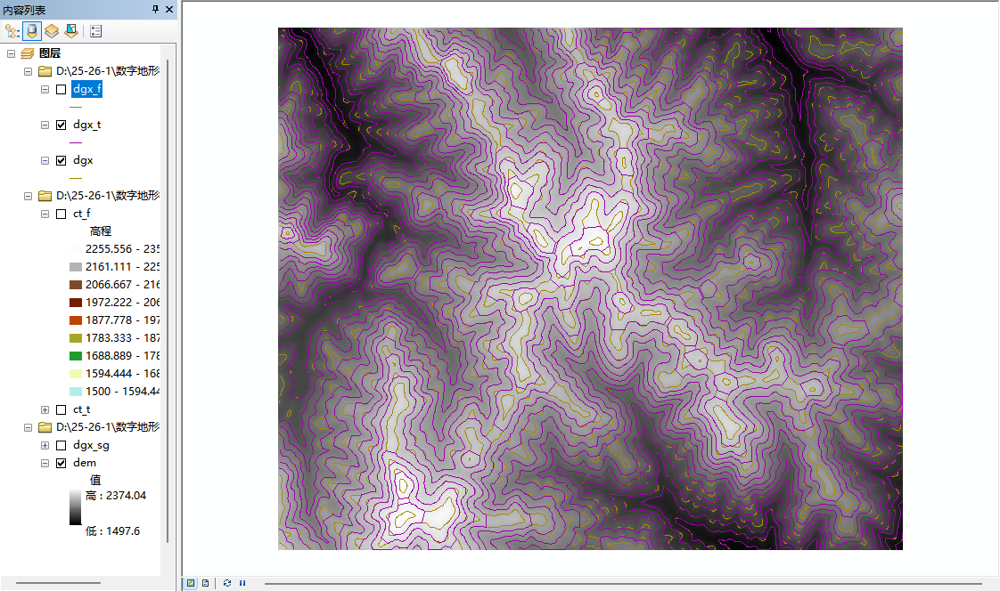 内容列表
图层
D:\25-26-1\数字地形
dgx_f
dgx_t
dgx
D:\25-26-1\数字地形
ct_f
高程
2255.556 - 235
2161.111 - 225
2066.667 - 216
1972.222 - 206
1877.778 - 197
1783.333 - 187
1688.889 - 178
1594.444 - 168
1500 - 1594.44
ct_t
D:\25-26-1\数字地形
dgx_sg
dem
值
高 : 2374.04
低 : 1497.6